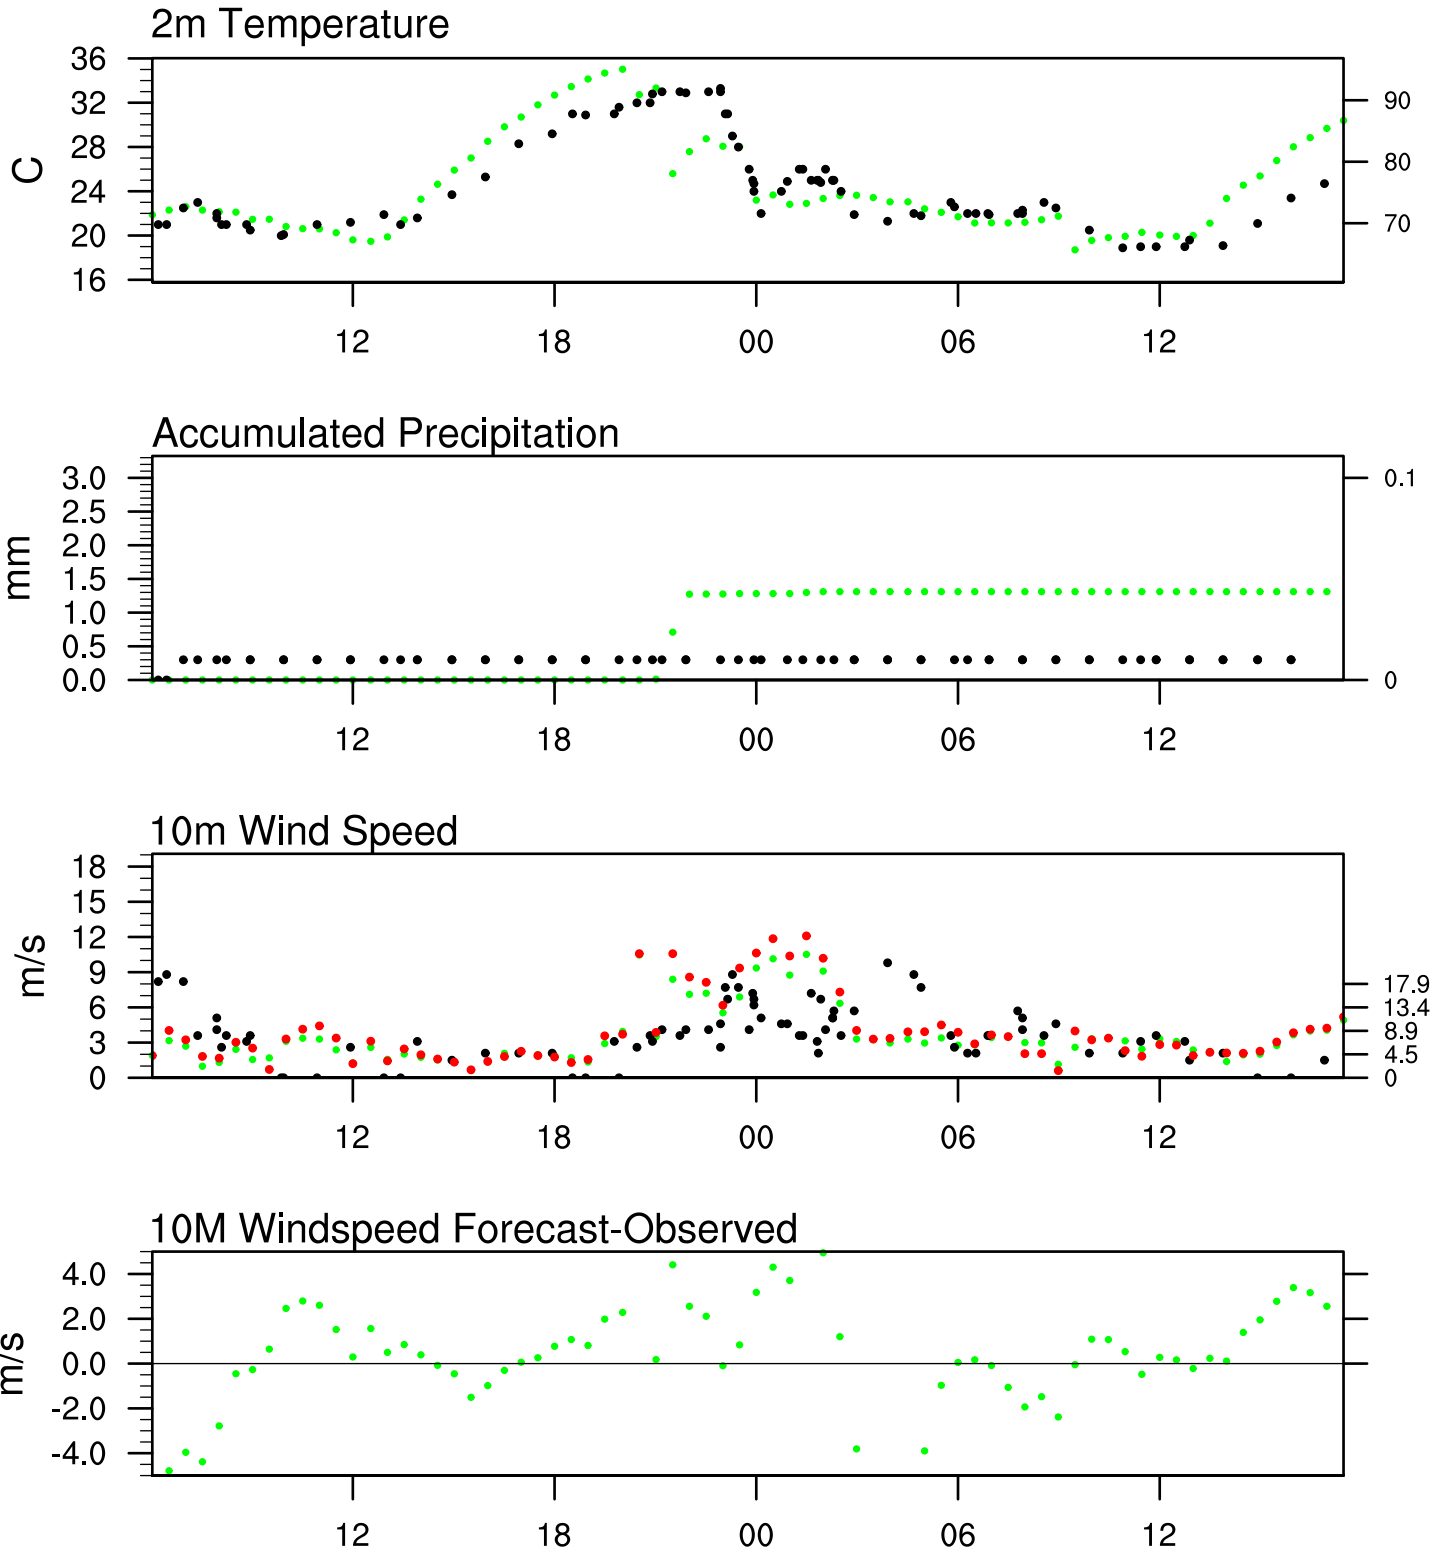 2m Temperature
36
32
28
24
20
16
C
90
80
70
12 18 00 06 12
Accumulated Precipitation
3.0
2.5
2.0
1.5
1.0
0.5
0.0
mm
0.1
0
12 18 00 06 12
10m Wind Speed
18
15
12
9
6
3
0
m/s
17.9
13.4
8.9
4.5
0
12 18 00 06 12
10M Windspeed Forecast-Observed
4.0
2.0
0.0
-2.0
-4.0
m/s
12 18 00 06 12